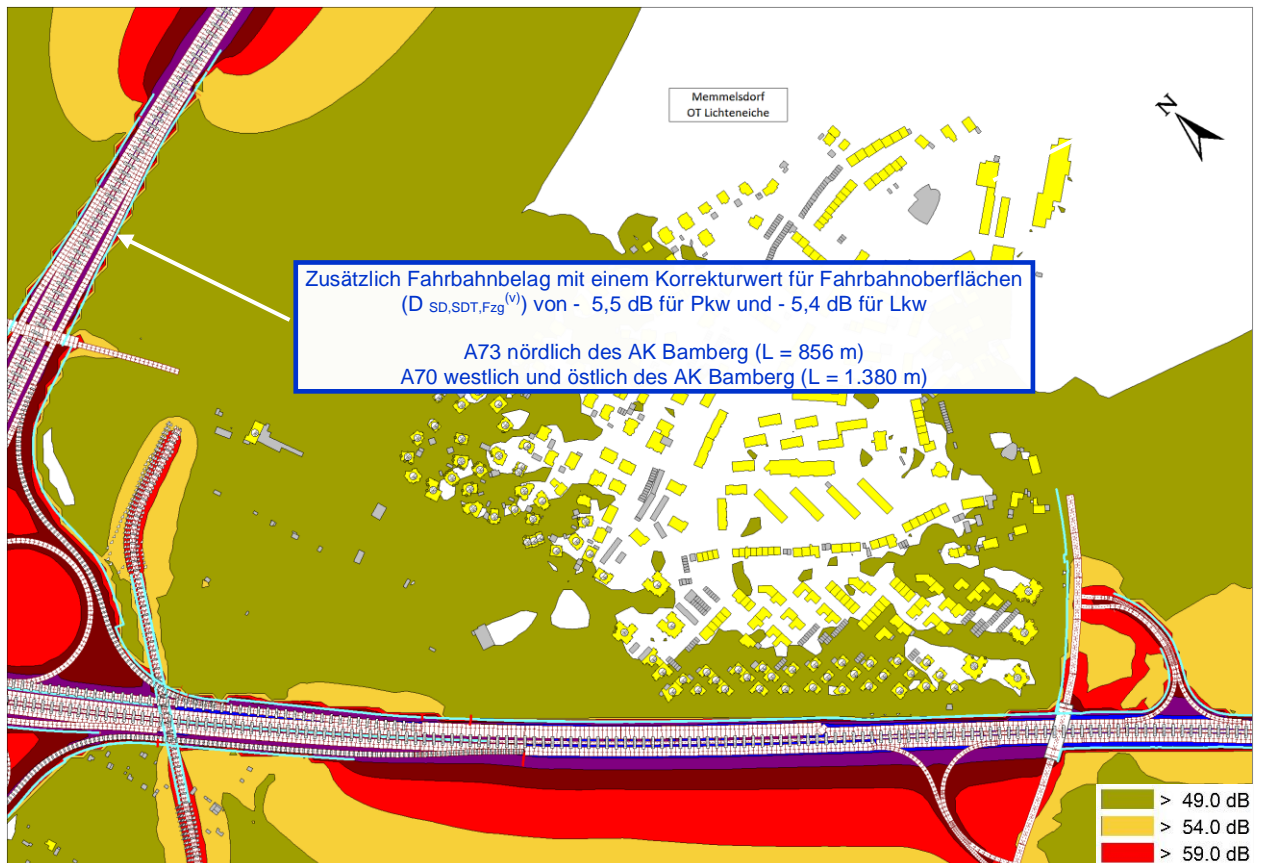 Memmelsdorf
OT Lichteneiche
N
Zusätzlich Fahrbahnbelag mit einem Korrekturwert für Fahrbahnoberflächen
(D SD,SDT,Fzg(v)) von - 5,5 dB für Pkw und - 5,4 dB für Lkw
A73 nördlich des AK Bamberg (L = 856 m)
A70 westlich und östlich des AK Bamberg (L = 1.380 m)
> 49.0 dB
> 54.0 dB
> 59.0 dB